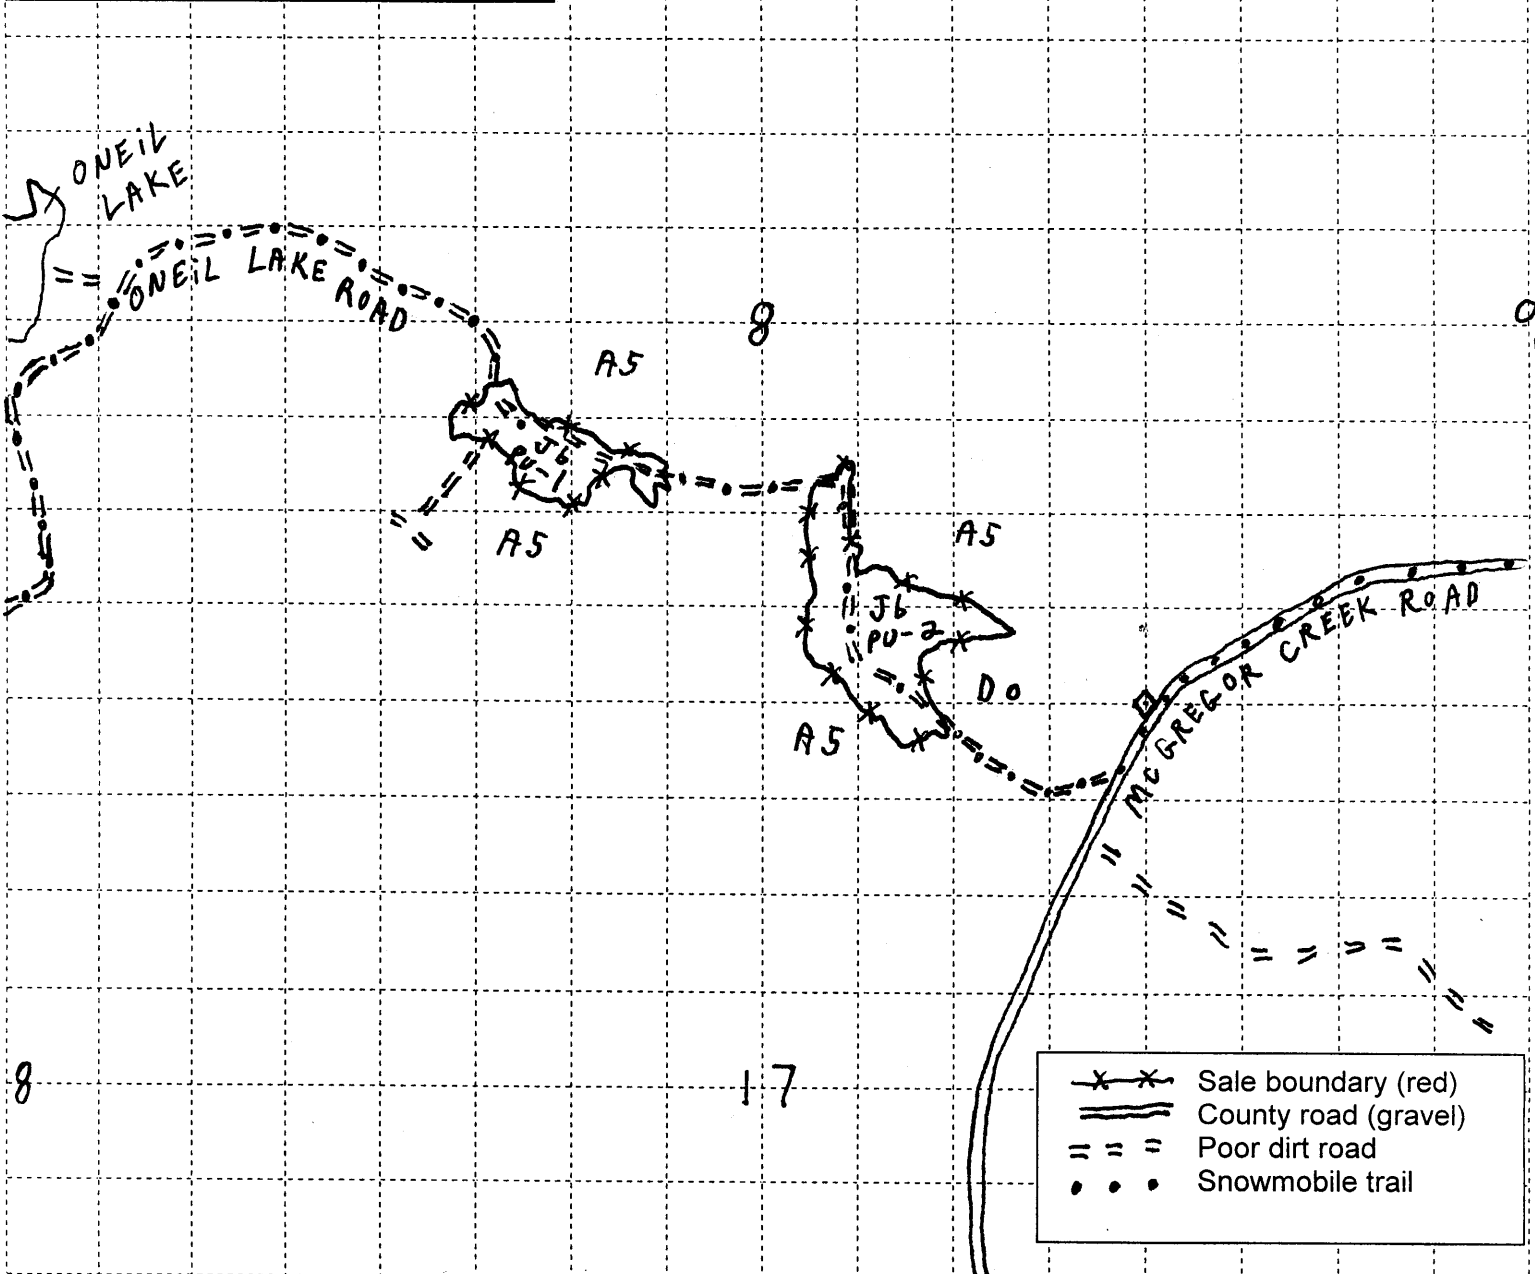 ONEIL
LAKE
ONEIL LAKE ROAD
8
A5
J6
PU-1
A5
A5
J6
PU-2
Do
A5
MCGREGOR CREEK ROAD
8
17
Sale boundary (red)
County road (gravel)
Poor dirt road
Snowmobile trail